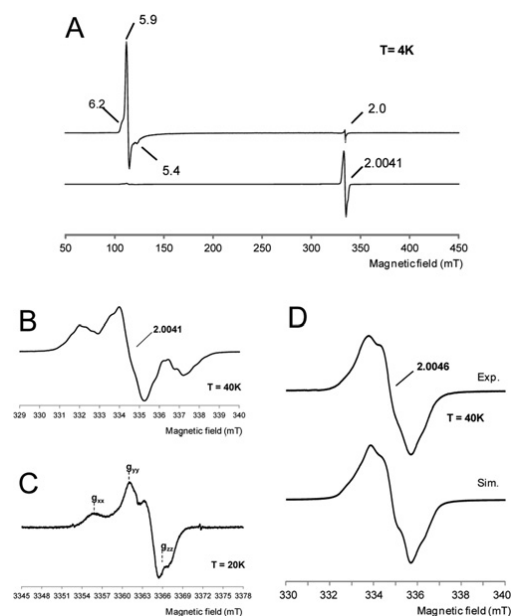 A
5.9
T= 4K
6.2
2.0
5.4
2.0041
50 100 150 200 250 300 350 400 450
Magnetic field (mT)
B
2.0041
T = 40K
329 330 331 332 333 334 335 336 337 338 339 340
Magnetic field (mT)
C
gxx
gyy
gzz
T = 20K
3345 3348 3351 3354 3357 3360 3363 3366 3369 3372 3375 3378
Magnetic field (mT)
D
2.0046
Exp.
T = 40K
Sim.
330 332 334 336 338 340
Magnetic field (mT)